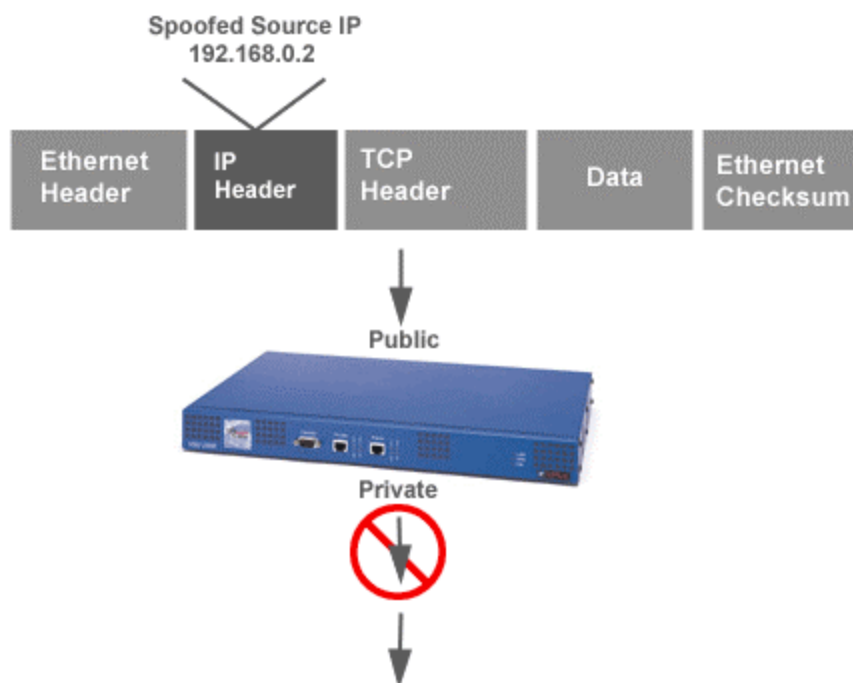 Spoofed Source IP
192.168.0.2
Ethernet
Header
IP
Header
TCP
Header
Data
Ethernet
Checksum
Public
Private